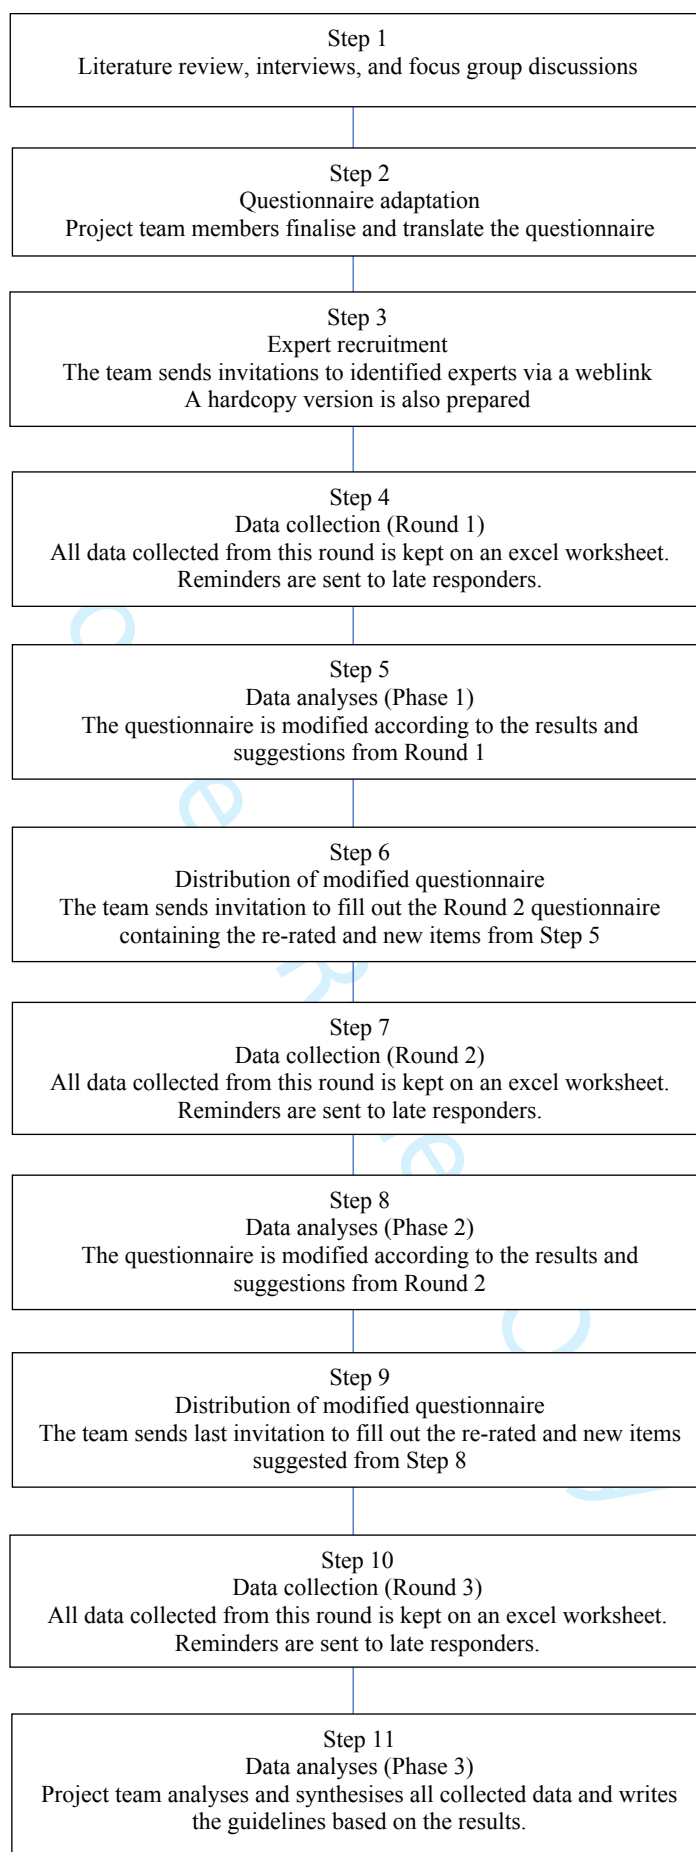 Step 1
Literature review, interviews, and focus group discussions
Step 2
Questionnaire adaptation
Project team members finalise and translate the questionnaire
Step 3
Expert recruitment
The team sends invitations to identified experts via a weblink
A hardcopy version is also prepared
Step 4
Data collection (Round 1)
All data collected from this round is kept on an excel worksheet.
Reminders are sent to late responders.
Step 5
Data analyses (Phase 1)
The questionnaire is modified according to the results and
suggestions from Round 1
Step 6
Distribution of modified questionnaire
The team sends invitation to fill out the Round 2 questionnaire
containing the re-rated and new items from Step 5
Step 7
Data collection (Round 2)
All data collected from this round is kept on an excel worksheet.
Reminders are sent to late responders.
Step 8
Data analyses (Phase 2)
The questionnaire is modified according to the results and
suggestions from Round 2
Step 9
Distribution of modified questionnaire
The team sends last invitation to fill out the re-rated and new items
suggested from Step 8
Step 10
Data collection (Round 3)
All data collected from this round is kept on an excel worksheet.
Reminders are sent to late responders.
Step 11
Data analyses (Phase 3)
Project team analyses and synthesises all collected data and writes
the guidelines based on the results.